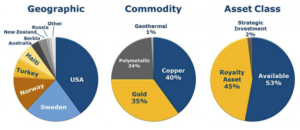 Geographic
Other
Russia
New Zealand
Serbia
Australia
Haiti
Turkey
Norway
Sweden
USA
Commodity
Geothermal
1%
Polymetallic
24%
Copper
40%
Gold
35%
Asset Class
Strategic
Investment
2%
Royalty
Asset
45%
Available
53%